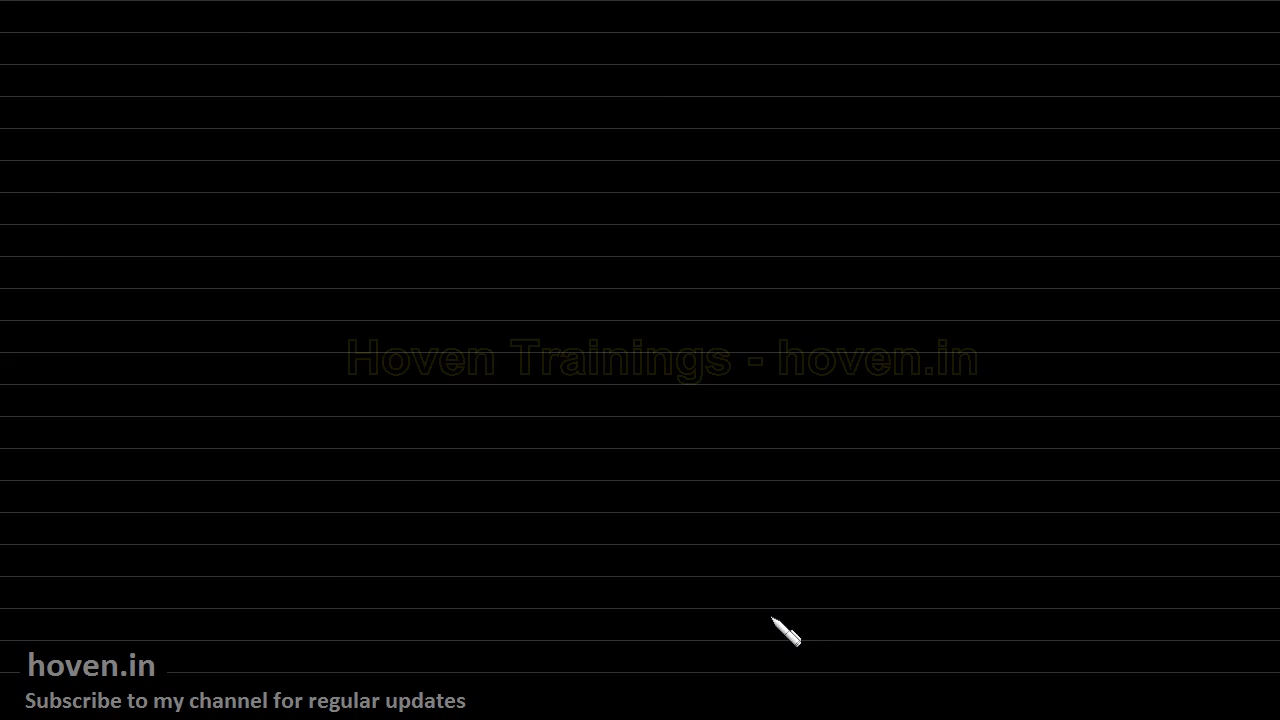 Hoven Trainings - hoven.in
hoven.in
Subscribe to my channel for regular updates